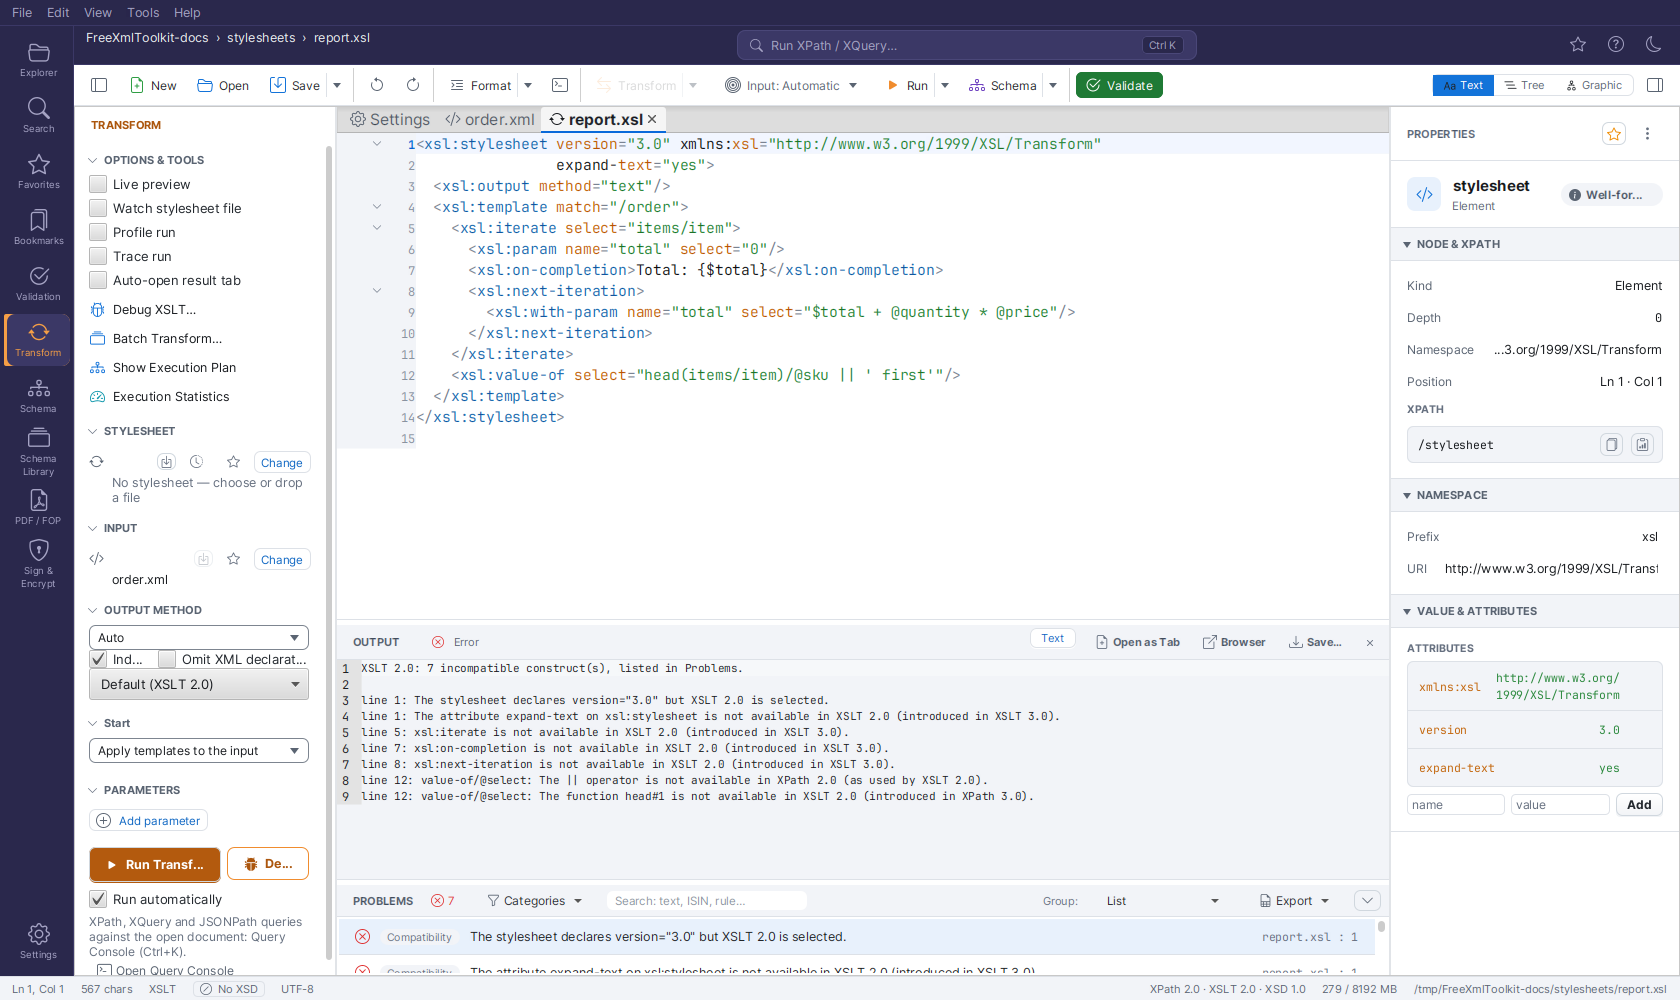 File Edit View Tools Help
FreeXmlToolkit-docs › stylesheets › report.xsl
Run XPath / XQuery... Ctrl K
New Open Save Format Transform Input: Automatic Run Schema Validate Aa Text Tree Graphic
Explorer
Search
Favorites
Bookmarks
Validation
Transform
Schema
Schema
Library
PDF / FOP
Sign &
Encrypt
Settings
TRANSFORM
OPTIONS & TOOLS
Live preview
Watch stylesheet file
Profile run
Trace run
Auto-open result tab
Debug XSLT...
Batch Transform...
Show Execution Plan
Execution Statistics
STYLESHEET
Change
No stylesheet — choose or drop
a file
INPUT
Change
order.xml
OUTPUT METHOD
Auto
Ind... Omit XML declarat...
Default (XSLT 2.0)
Start
Apply templates to the input
PARAMETERS
Add parameter
Run Transf... De...
Run automatically
XPath, XQuery and JSONPath queries
against the open document: Query
Console (Ctrl+K).
Open Query Console
Settings order.xml report.xsl ×
1 <xsl:stylesheet version="3.0" xmlns:xsl="http://www.w3.org/1999/XSL/Transform"
2 expand-text="yes">
3 <xsl:output method="text"/>
4 <xsl:template match="/order">
5 <xsl:iterate select="items/item">
6 <xsl:param name="total" select="0"/>
7 <xsl:on-completion>Total: {$total}</xsl:on-completion>
8 <xsl:next-iteration>
9 <xsl:with-param name="total" select="$total + @quantity * @price"/>
10 </xsl:next-iteration>
11 </xsl:iterate>
12 <xsl:value-of select="head(items/item)/@sku || ' first'"/>
13 </xsl:template>
14 </xsl:stylesheet>
15
OUTPUT Error Text Open as Tab Browser Save... ×
1 XSLT 2.0: 7 incompatible construct(s), listed in Problems.
2
3 line 1: The stylesheet declares version="3.0" but XSLT 2.0 is selected.
4 line 1: The attribute expand-text on xsl:stylesheet is not available in XSLT 2.0 (introduced in XSLT 3.0).
5 line 5: xsl:iterate is not available in XSLT 2.0 (introduced in XSLT 3.0).
6 line 7: xsl:on-completion is not available in XSLT 2.0 (introduced in XSLT 3.0).
7 line 8: xsl:next-iteration is not available in XSLT 2.0 (introduced in XSLT 3.0).
8 line 12: value-of/@select: The || operator is not available in XPath 2.0 (as used by XSLT 2.0).
9 line 12: value-of/@select: The function head#1 is not available in XSLT 2.0 (introduced in XPath 3.0).
PROBLEMS 7 Categories Search: text, ISIN, rule... Group: List Export
Compatibility The stylesheet declares version="3.0" but XSLT 2.0 is selected. report.xsl : 1
Compatibility The attribute expand-text on xsl:stylesheet is not available in XSLT 2.0 (introduced in XSLT 3.0). report.xsl : 1
PROPERTIES
stylesheet
Element
Well-for...
NODE & XPATH
Kind Element
Depth 0
Namespace ...3.org/1999/XSL/Transform
Position Ln 1 · Col 1
XPATH
/stylesheet
NAMESPACE
Prefix xsl
URI http://www.w3.org/1999/XSL/Transf
VALUE & ATTRIBUTES
ATTRIBUTES
xmlns:xsl http://www.w3.org/
1999/XSL/Transform
version 3.0
expand-text yes
name value Add
Ln 1, Col 1 567 chars XSLT No XSD UTF-8 XPath 2.0 · XSLT 2.0 · XSD 1.0 279 / 8192 MB /tmp/FreeXmlToolkit-docs/stylesheets/report.xsl